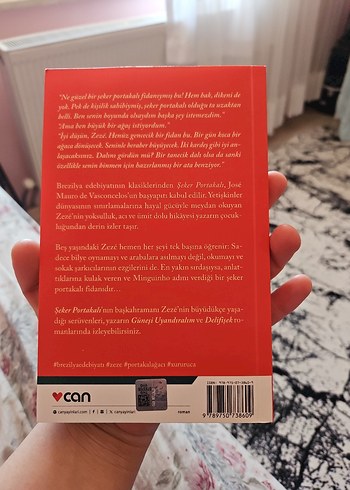 "Ne güzel bir şeker portakalı fidanıymış bu! Hem bak, dikeni de
yok. Pek de kişilik sahibiymiş, şeker portakalı olduğu ta uzaktan
belli. Ben senin boyunda olsaydım başka şey istemezdim."
"Ama ben büyük bir ağaç istiyordum."
"İyi düşün, Zezé. Henüz gencecik bir fidan bu. Bir gün koca bir
ağaca dönüşecek. Seninle beraber büyüyecek. İki kardeş gibi an-
laşacaksınız. Dalını gördün mü? Bir tanecik dalı olsa da sanki
özellikle senin binmen için hazırlanmış bir ata benziyor."
Brezilya edebiyatının klasiklerinden Şeker Portakalı, José
Mauro de Vasconcelos'un başyapıtı kabul edilir. Yetişkinler
dünyasının sınırlamalarına hayal gücüyle meydan okuyan
Zezé'nin yoksulluk, acı ve ümit dolu hikâyesi yazarın çocuk-
luğundan derin izler taşır.
Beş yaşındaki Zezé hemen her şeyi tek başına öğrenir: Sa-
dece bilye oynamayı ve arabalara asılmayı değil, okumayı ve
sokak şarkıcılarının ezgilerini de. En yakın sırdaşıysa, anlat-
tıklarına kulak veren ve Minguinho adını verdiği bir şeker
portakalı fidanıdır...
Şeker Portakalı'nın başkahramanı Zezé'nin büyüdükçe yaşa-
dığı serüvenleri, yazarın Güneşi Uyandıralım ve Delifişek ro-
manlarında izleyebilirsiniz.
#brezilyaedebiyatı #zeze #portakalağacı #xururuca
can
canyayinlari.com
canyayinlari
roman
9 789750 738609